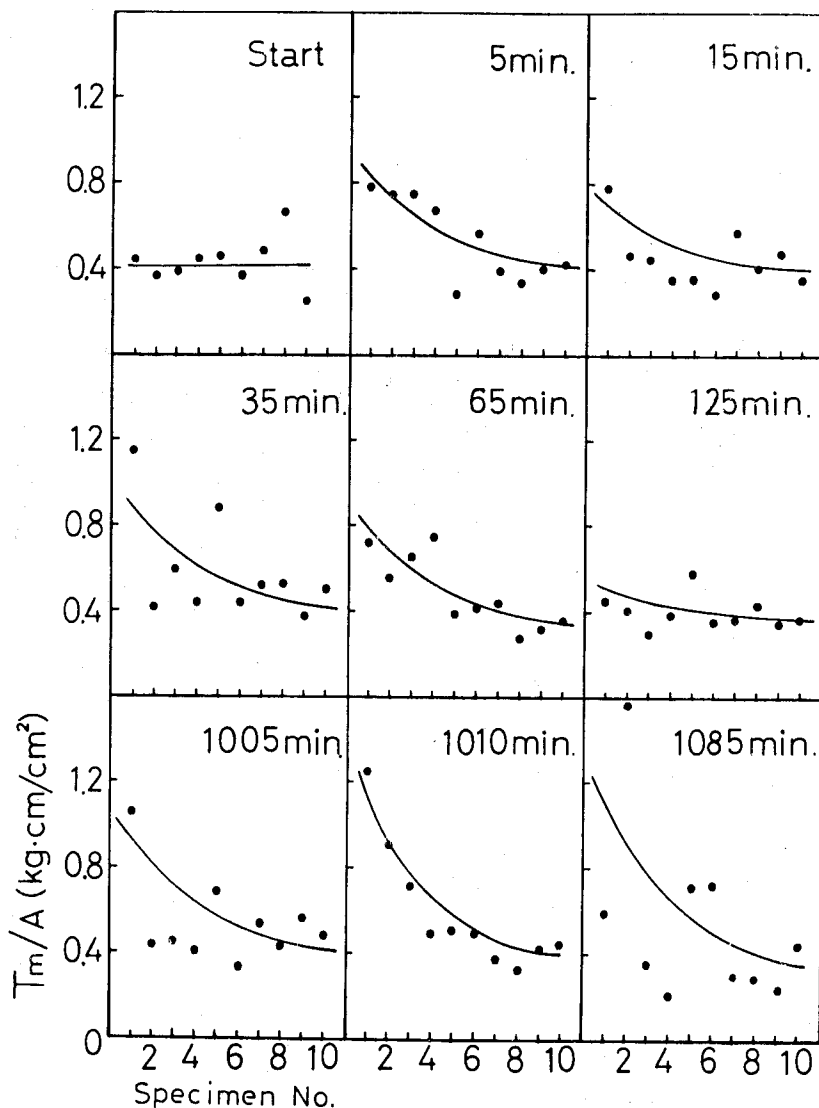 Start
5min.
15min.
1.2
0.8
0.4
35min.
65min.
125min.
1.2
0.8
0.4
1005min.
1010min.
1085min.
1.2
0.8
0.4
0
Tm/A (kg·cm/cm²)
2 4 6 8 10
2 4 6 8 10
2 4 6 8 10
Specimen No.